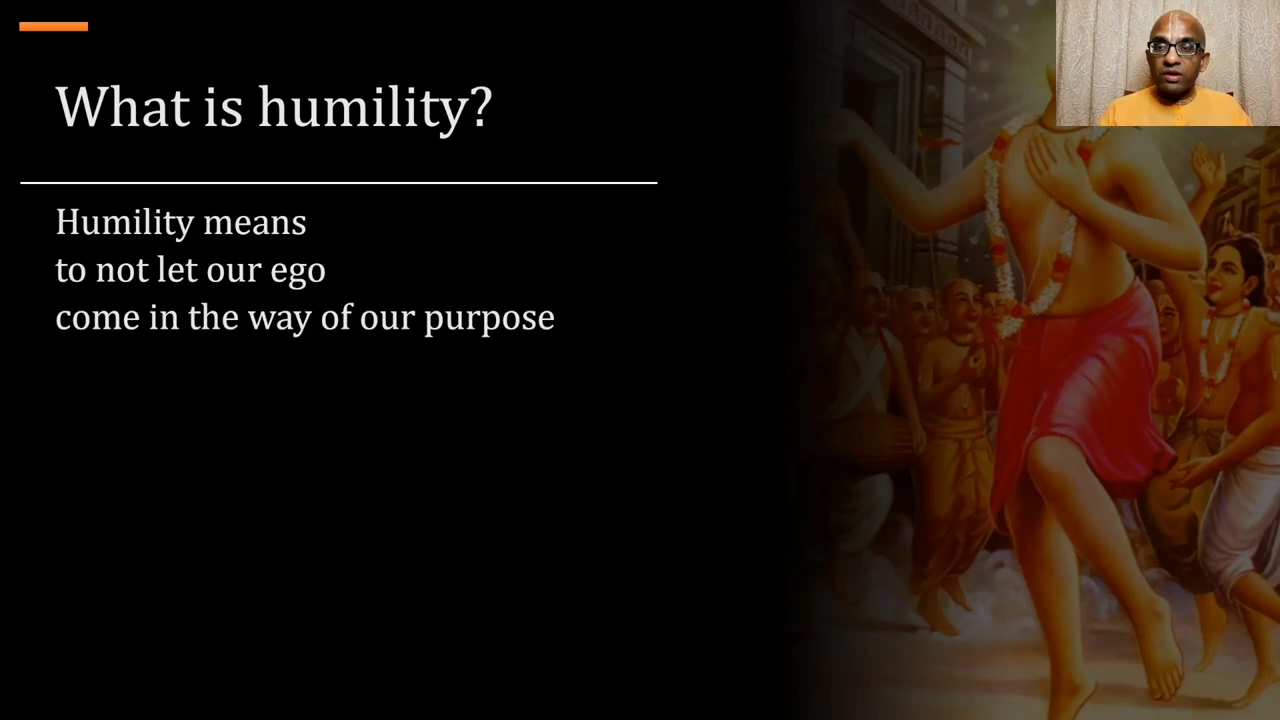 What is humility?
Humility means
to not let our ego
come in the way of our purpose